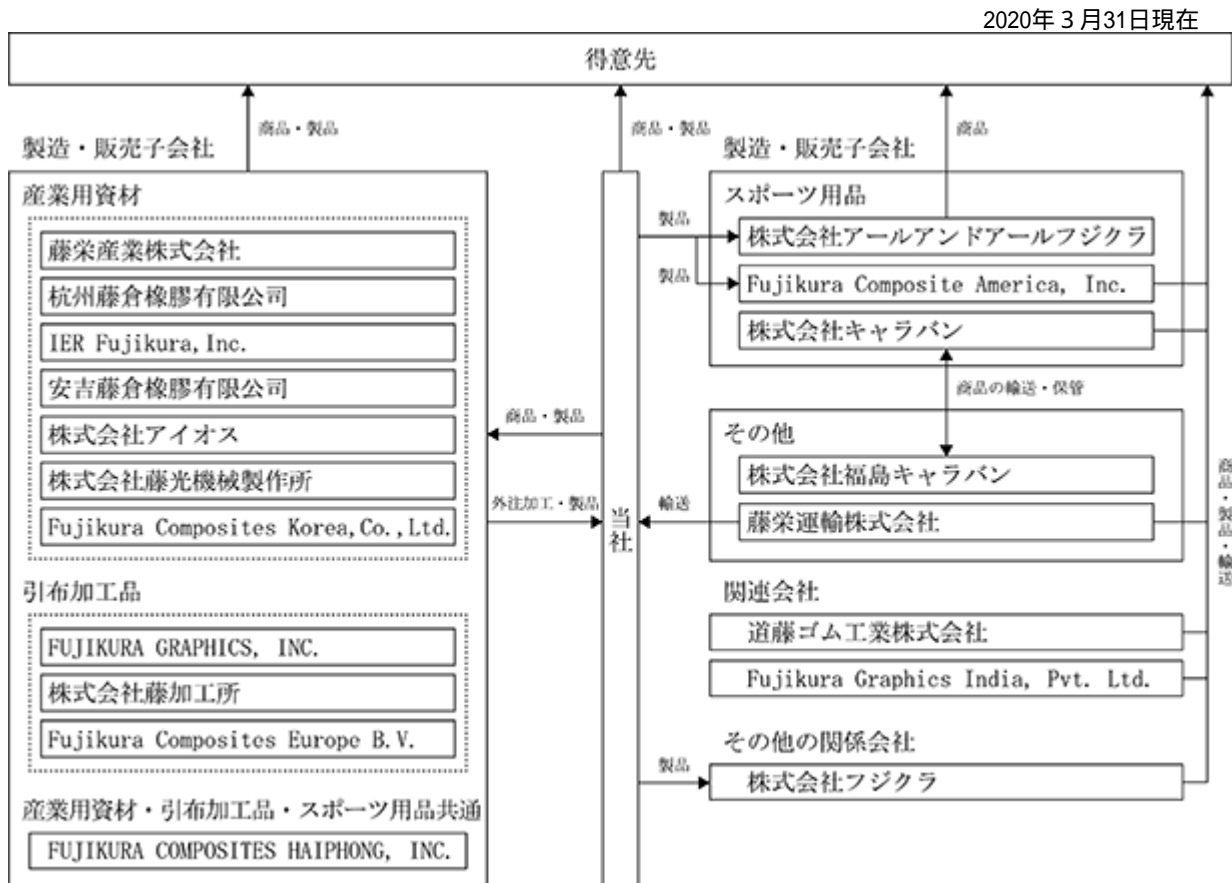 2020年３月31日現在
得意先
商品・製品
商品・製品
商品
製造・販売子会社
産業用資材
藤栄産業株式会社
杭州藤倉橡膠有限公司
IER Fujikura,Inc.
安吉藤倉橡膠有限公司
株式会社アイオス
株式会社藤光機械製作所
Fujikura Composites Korea,Co.,Ltd.
引布加工品
FUJIKURA GRAPHICS, INC.
株式会社藤加工所
Fujikura Composites Europe B.V.
産業用資材・引布加工品・スポーツ用品共通
FUJIKURA COMPOSITES HAIPHONG, INC.
商品・製品
外注加工・製品
当社
製造・販売子会社
スポーツ用品
製品
株式会社アールアンドアールフジクラ
製品
Fujikura Composite America, Inc.
株式会社キャラバン
商品の輸送・保管
その他
株式会社福島キャラバン
輸送
藤栄運輸株式会社
関連会社
道藤ゴム工業株式会社
Fujikura Graphics India, Pvt. Ltd.
その他の関係会社
製品
株式会社フジクラ
商品・製品・輸送